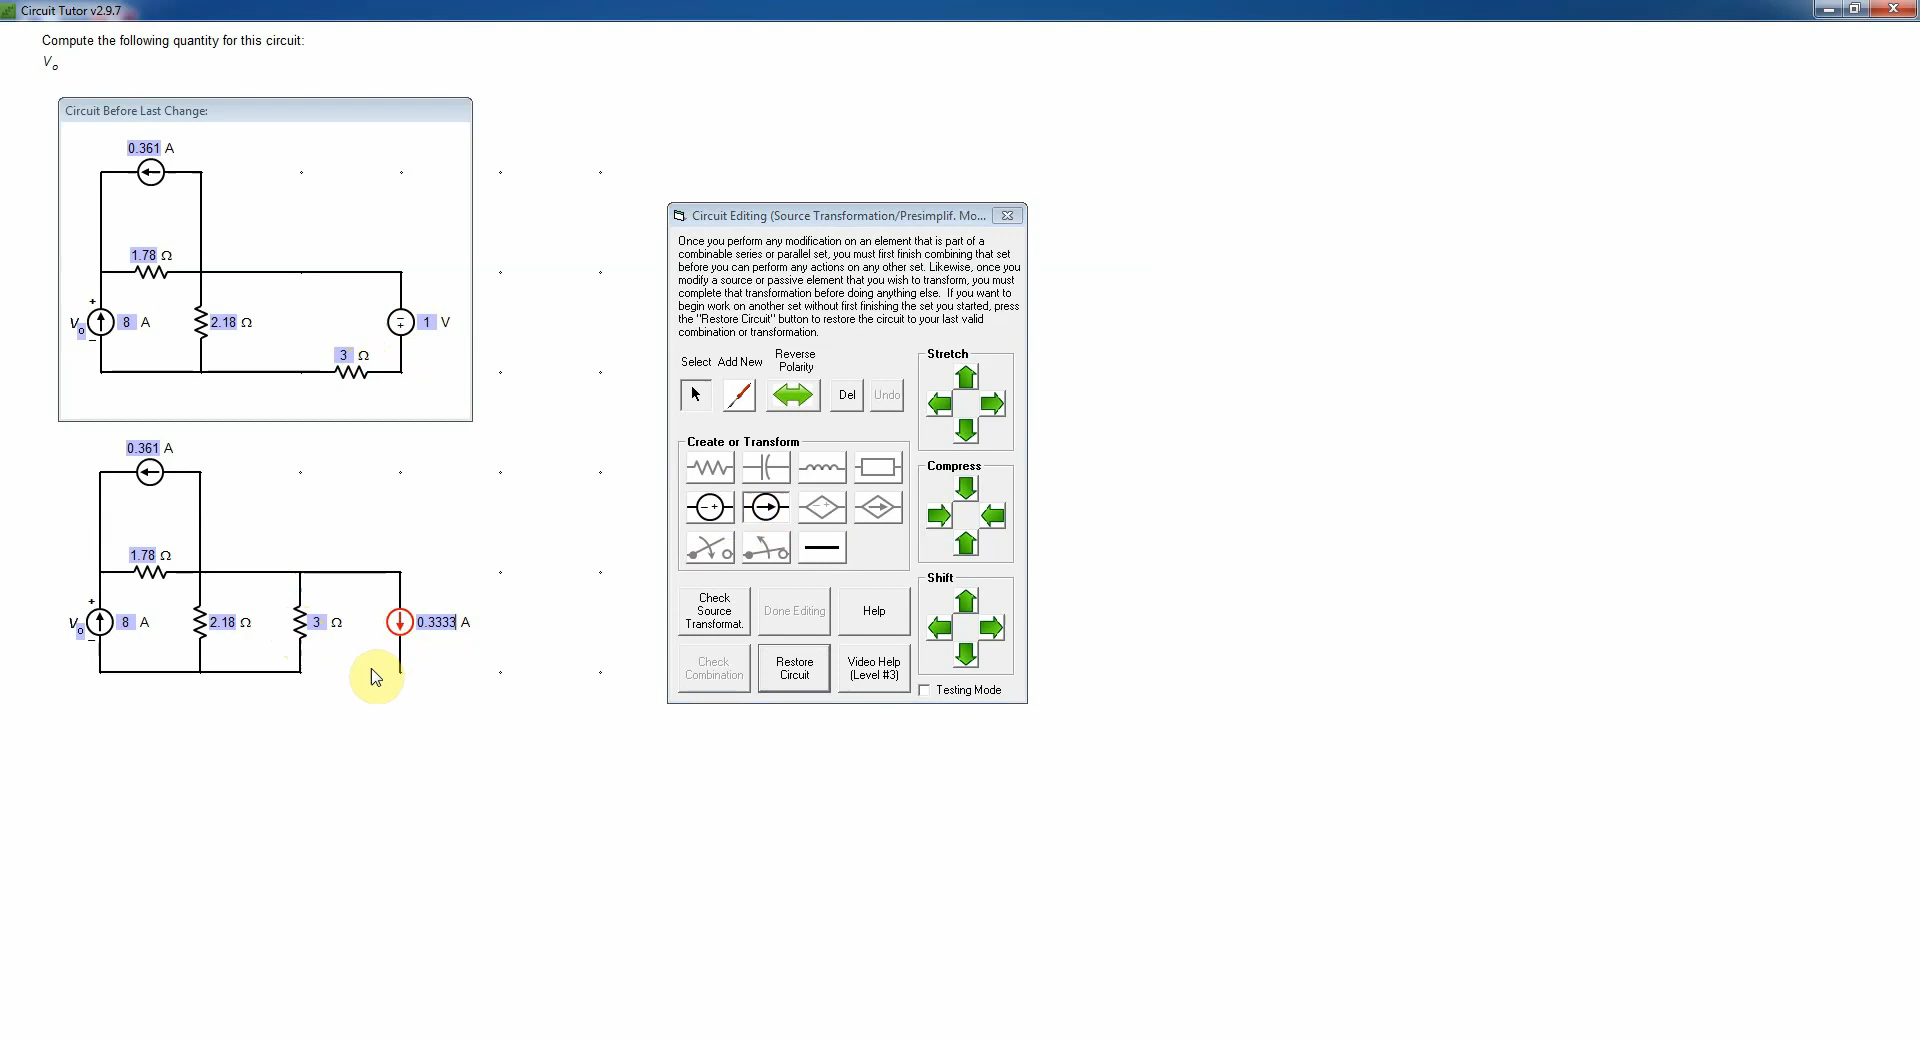 Circuit Tutor v2.9.7
Compute the following quantity for this circuit:
Vo
Circuit Before Last Change:
0.361 A
1.78 Ω
+
Vo 8 A
−
2.18 Ω
− +
1 V
3 Ω
0.361 A
1.78 Ω
+
Vo 8 A
−
2.18 Ω
3 Ω
0.3333 A
Circuit Editing (Source Transformation/Presimplif. Mo...
Once you perform any modification on an element that is part of a
combinable series or parallel set, you must first finish combining that set
before you can perform any actions on any other set. Likewise, once you
modify a source or passive element that you wish to transform, you must
complete that transformation before doing anything else. If you want to
begin work on another set without first finishing the set you started, press
the "Restore Circuit" button to restore the circuit to your last valid
combination or transformation.
Select
Add New
Reverse
Polarity
Del
Undo
Create or Transform
Check
Source
Transformat.
Done Editing
Help
Check
Combination
Restore
Circuit
Video Help
(Level #3)
Stretch
Compress
Shift
Testing Mode